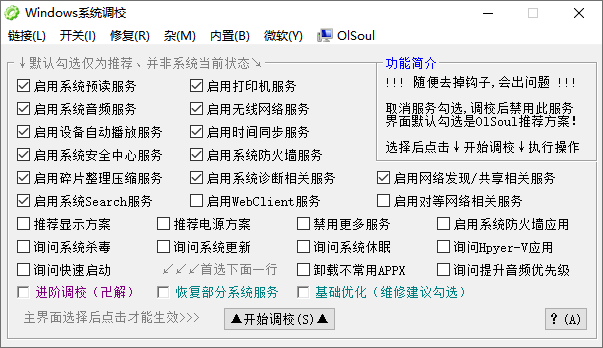 Windows系统调校
链接(L) 开关(I) 修复(R) 杂(M) 内置(B) 微软(Y) OlSoul
↓默认勾选仅为推荐、并非系统当前状态↘ 功能简介
!!! 随便去掉钩子,会出问题 !!!
启用系统预读服务 启用打印机服务
取消服务勾选,调校后禁用此服务
启用系统音频服务 启用无线网络服务
界面默认勾选是OlSoul推荐方案!
启用设备自动播放服务 启用时间同步服务
选择后点击↓开始调校↓执行操作
启用系统安全中心服务 启用系统防火墙服务
启用碎片整理压缩服务 启用系统诊断相关服务 启用网络发现/共享相关服务
启用系统Search服务 启用WebClient服务 启用对等网络相关服务
推荐显示方案 推荐电源方案 禁用更多服务 启用系统防火墙应用
询问系统杀毒 询问系统更新 询问系统休眠 询问Hpyer-V应用
询问快速启动 ↙↙↙首选下面一行 卸载不常用APPX 询问提升音频优先级
进阶调校（卍解） 恢复部分系统服务 基础优化（维修建议勾选）
主界面选择后点击才能生效>>> ▲开始调校(S)▲ ? (A)